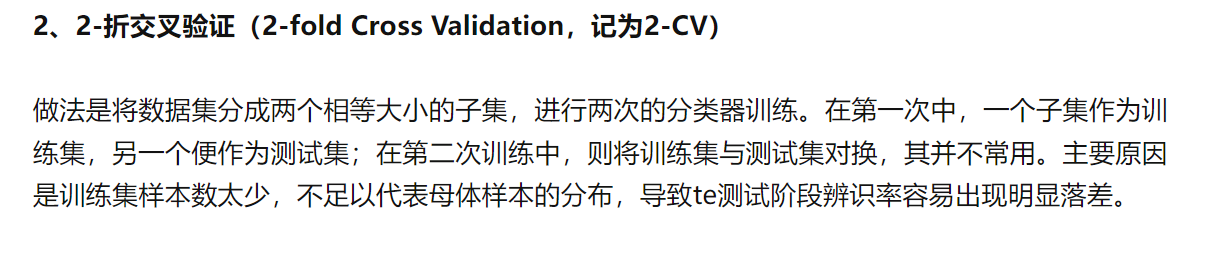 2、2-折交叉验证（2-fold Cross Validation，记为2-CV）
做法是将数据集分成两个相等大小的子集，进行两次的分类器训练。在第一次中，一个子集作为训
练集，另一个便作为测试集；在第二次训练中，则将训练集与测试集对换，其并不常用。主要原因
是训练集样本数太少，不足以代表母体样本的分布，导致te测试阶段辨识率容易出现明显落差。